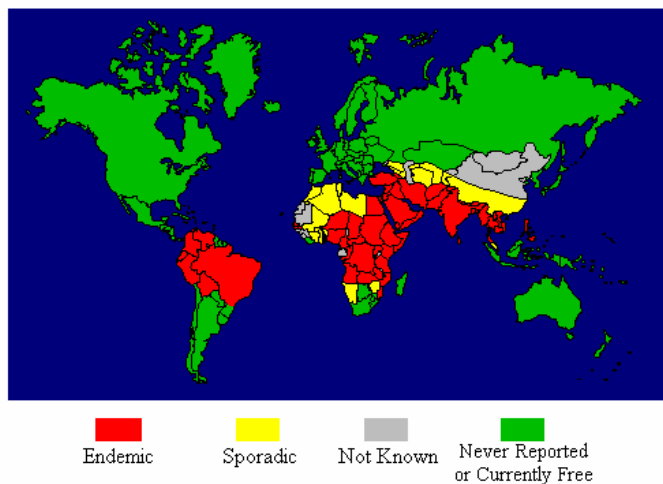 Endemic
Sporadic
Not Known
Never Reported
or Currently Free